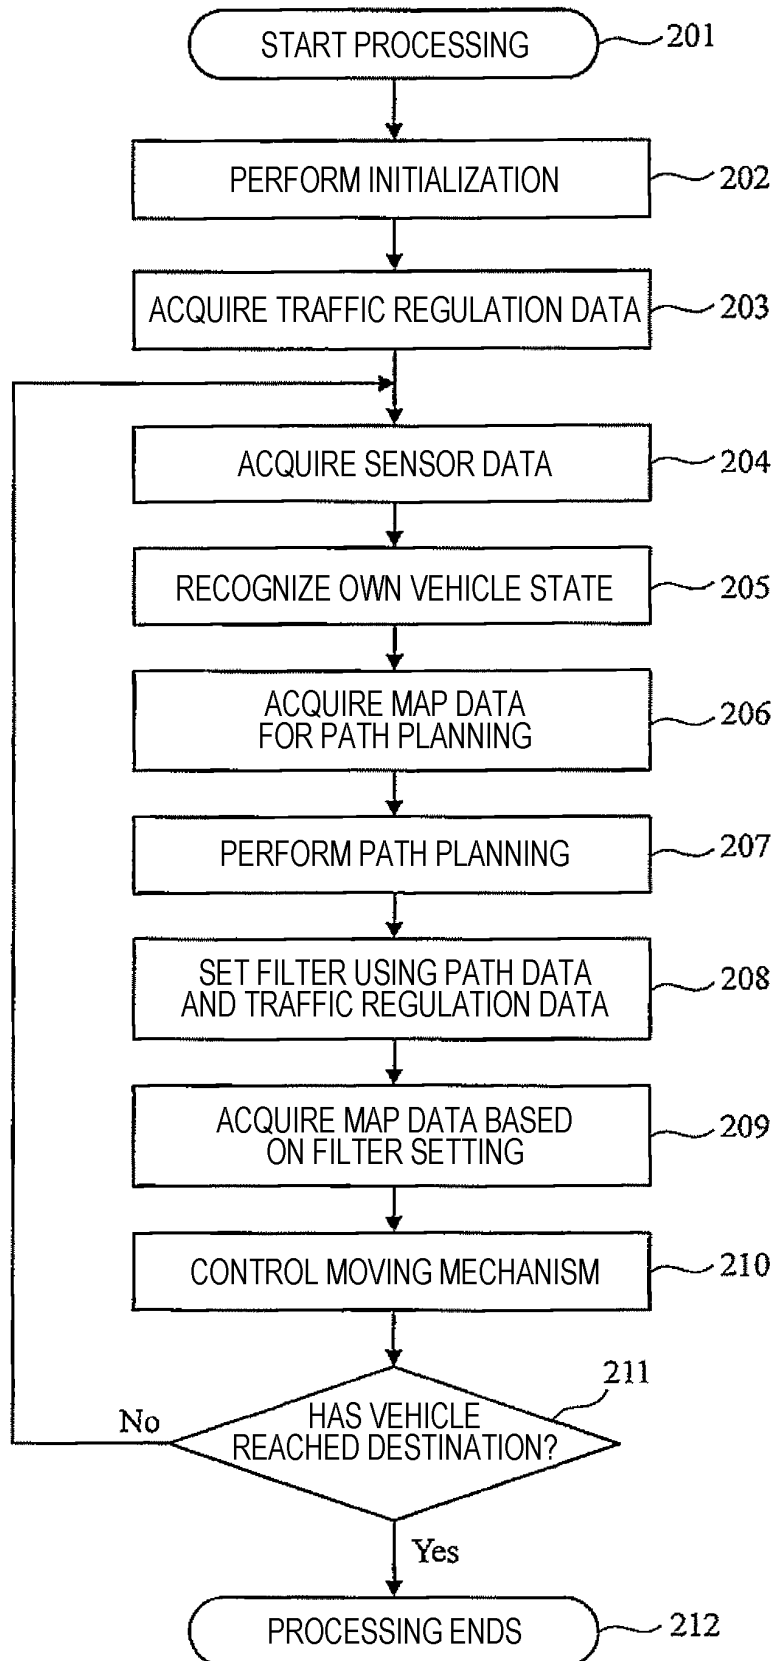 START PROCESSING
201
PERFORM INITIALIZATION
202
ACQUIRE TRAFFIC REGULATION DATA
203
ACQUIRE SENSOR DATA
204
RECOGNIZE OWN VEHICLE STATE
205
ACQUIRE MAP DATA
FOR PATH PLANNING
206
PERFORM PATH PLANNING
207
SET FILTER USING PATH DATA
AND TRAFFIC REGULATION DATA
208
ACQUIRE MAP DATA BASED
ON FILTER SETTING
209
CONTROL MOVING MECHANISM
210
211
No
HAS VEHICLE
REACHED DESTINATION?
Yes
PROCESSING ENDS
212